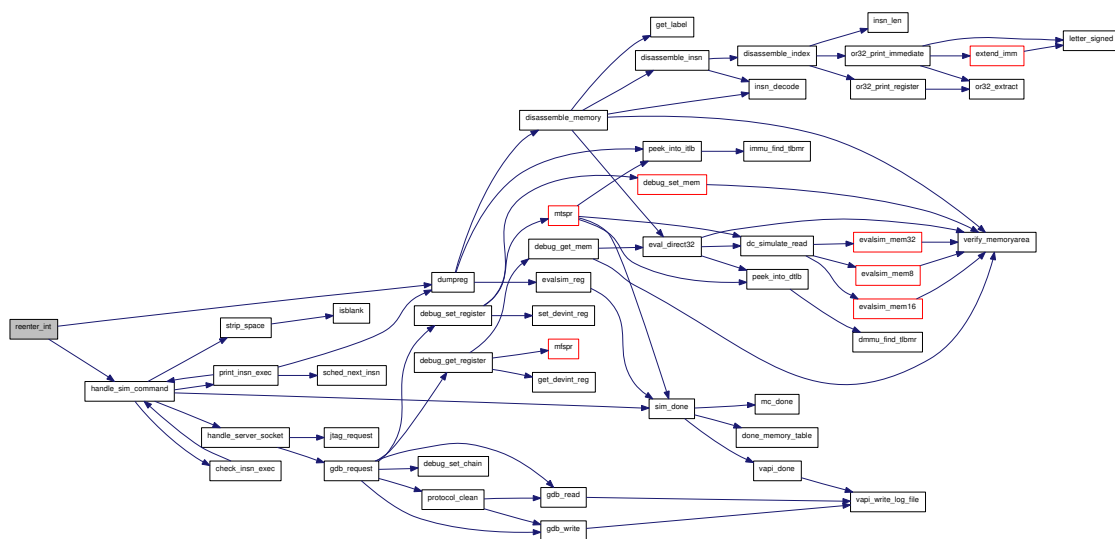 get_label
insn_len
letter_signed
disassemble_insn
disassemble_index
or32_print_immediate
extend_imm
insn_decode
or32_print_register
or32_extract
disassemble_memory
peek_into_itlb
immu_find_tlbmr
debug_set_mem
mtspr
debug_get_mem
eval_direct32
dc_simulate_read
evalsim_mem32
verify_memoryarea
dumpreg
evalsim_reg
peek_into_dtlb
evalsim_mem8
evalsim_mem16
reenter_int
strip_space
isblank
debug_set_register
set_devint_reg
dmmu_find_tlbmr
debug_get_register
mfspr
print_insn_exec
sched_next_insn
get_devint_reg
handle_sim_command
sim_done
mc_done
handle_server_socket
jtag_request
done_memory_table
check_insn_exec
gdb_request
debug_set_chain
vapi_done
protocol_clean
gdb_read
vapi_write_log_file
gdb_write